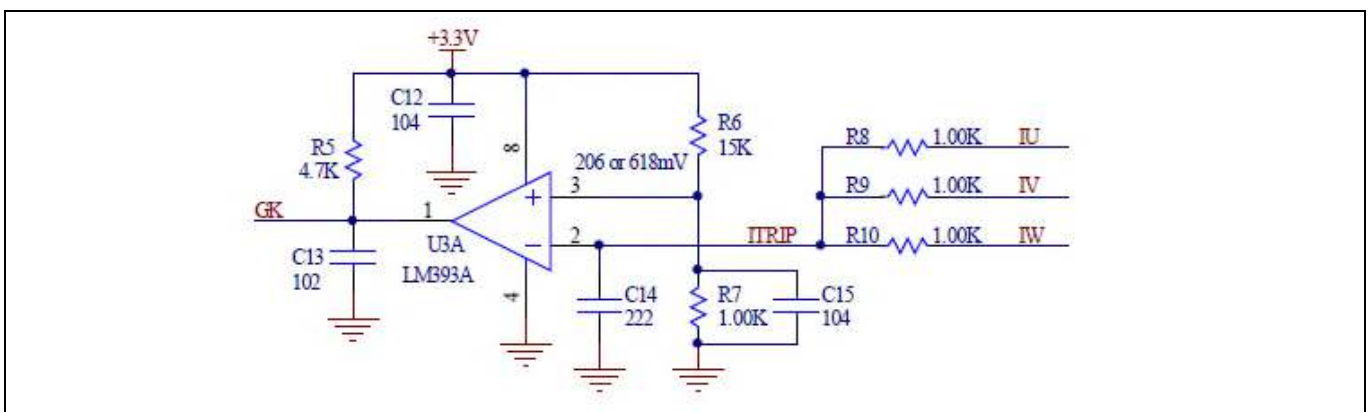 +3.3V
C12
104
R5
4.7K
R6
15K
8
206 or 618mV
R8
1.00K
IU
R9
1.00K
IV
R10
1.00K
IW
3
+
GK
1
2
−
ITRIP
U3A
LM393A
4
C13
102
C14
222
R7
1.00K
C15
104